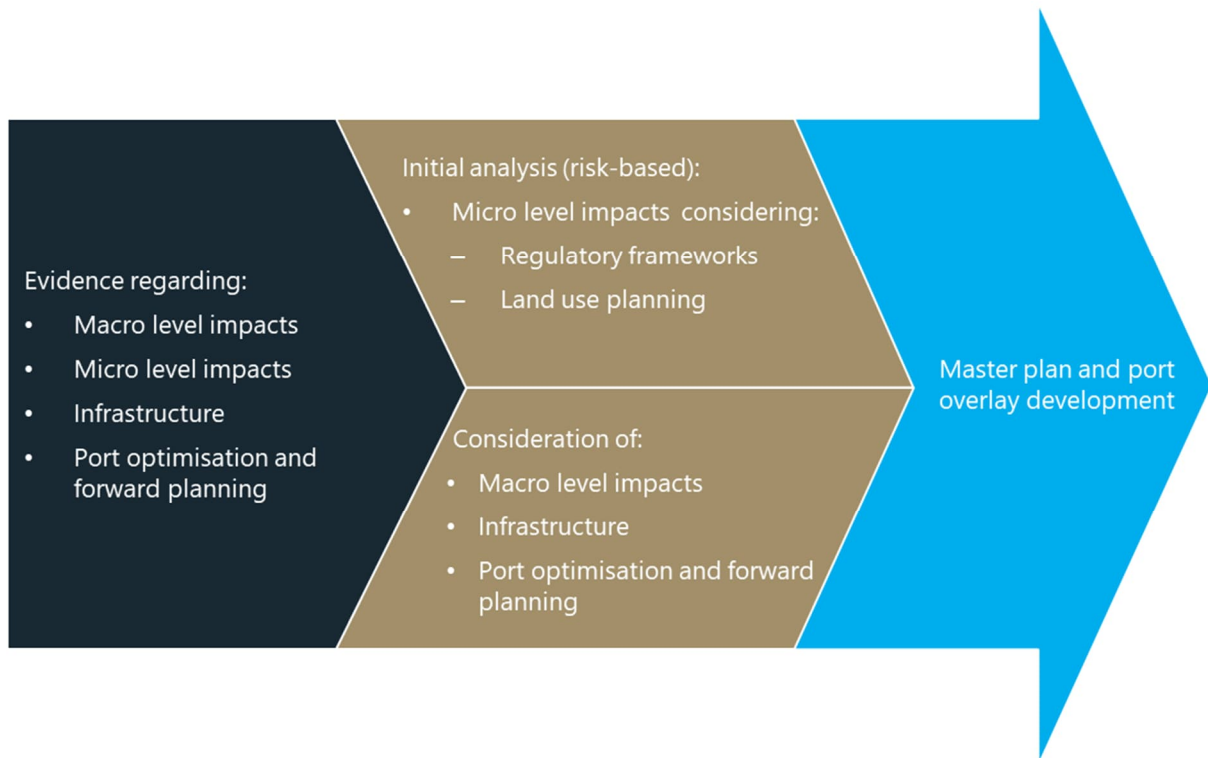 Evidence regarding:
• Macro level impacts
• Micro level impacts
• Infrastructure
• Port optimisation and
forward planning
Initial analysis (risk-based):
• Micro level impacts considering:
– Regulatory frameworks
– Land use planning
Consideration of:
• Macro level impacts
• Infrastructure
• Port optimisation and forward
planning
Master plan and port
overlay development